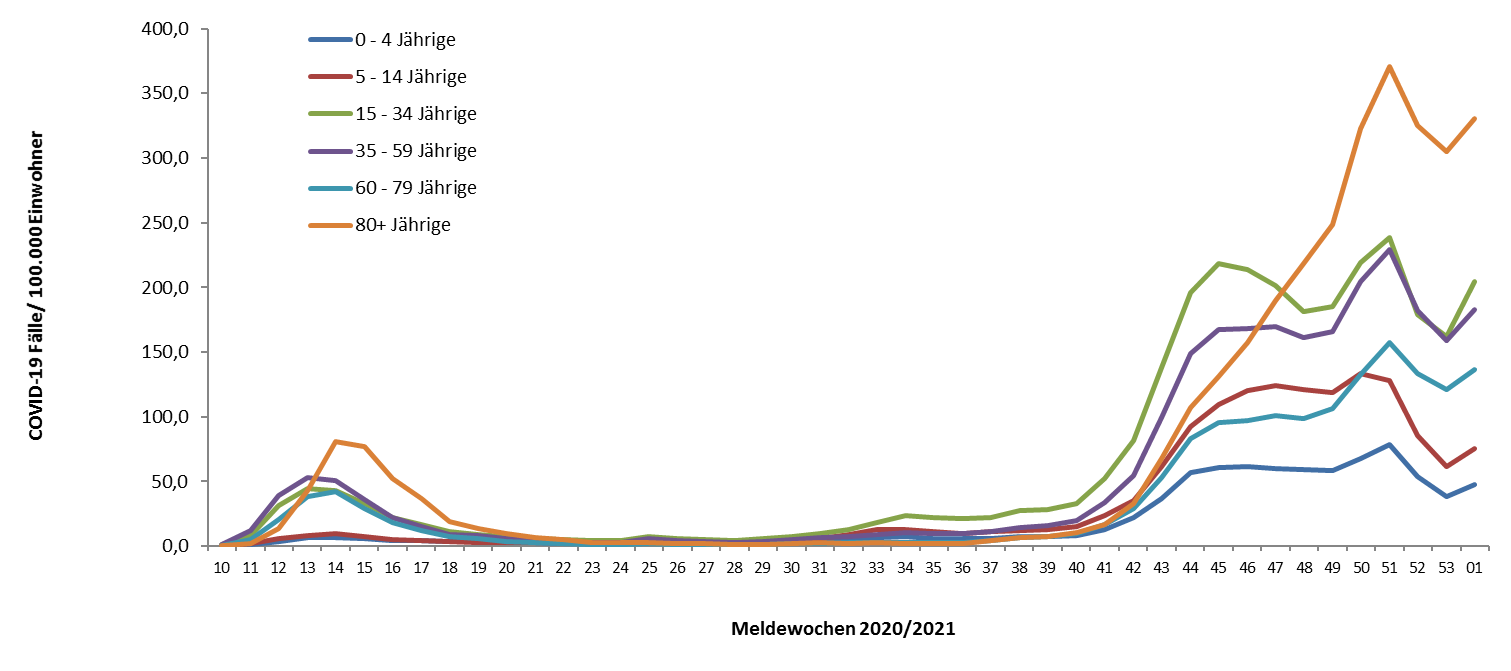 COVID-19 Fälle/ 100.000 Einwohner
400,0
350,0
300,0
250,0
200,0
150,0
100,0
50,0
0,0
0 - 4 Jährige
5 - 14 Jährige
15 - 34 Jährige
35 - 59 Jährige
60 - 79 Jährige
80+ Jährige
10 11 12 13 14 15 16 17 18 19 20 21 22 23 24 25 26 27 28 29 30 31 32 33 34 35 36 37 38 39 40 41 42 43 44 45 46 47 48 49 50 51 52 53 01
Meldewochen 2020/2021